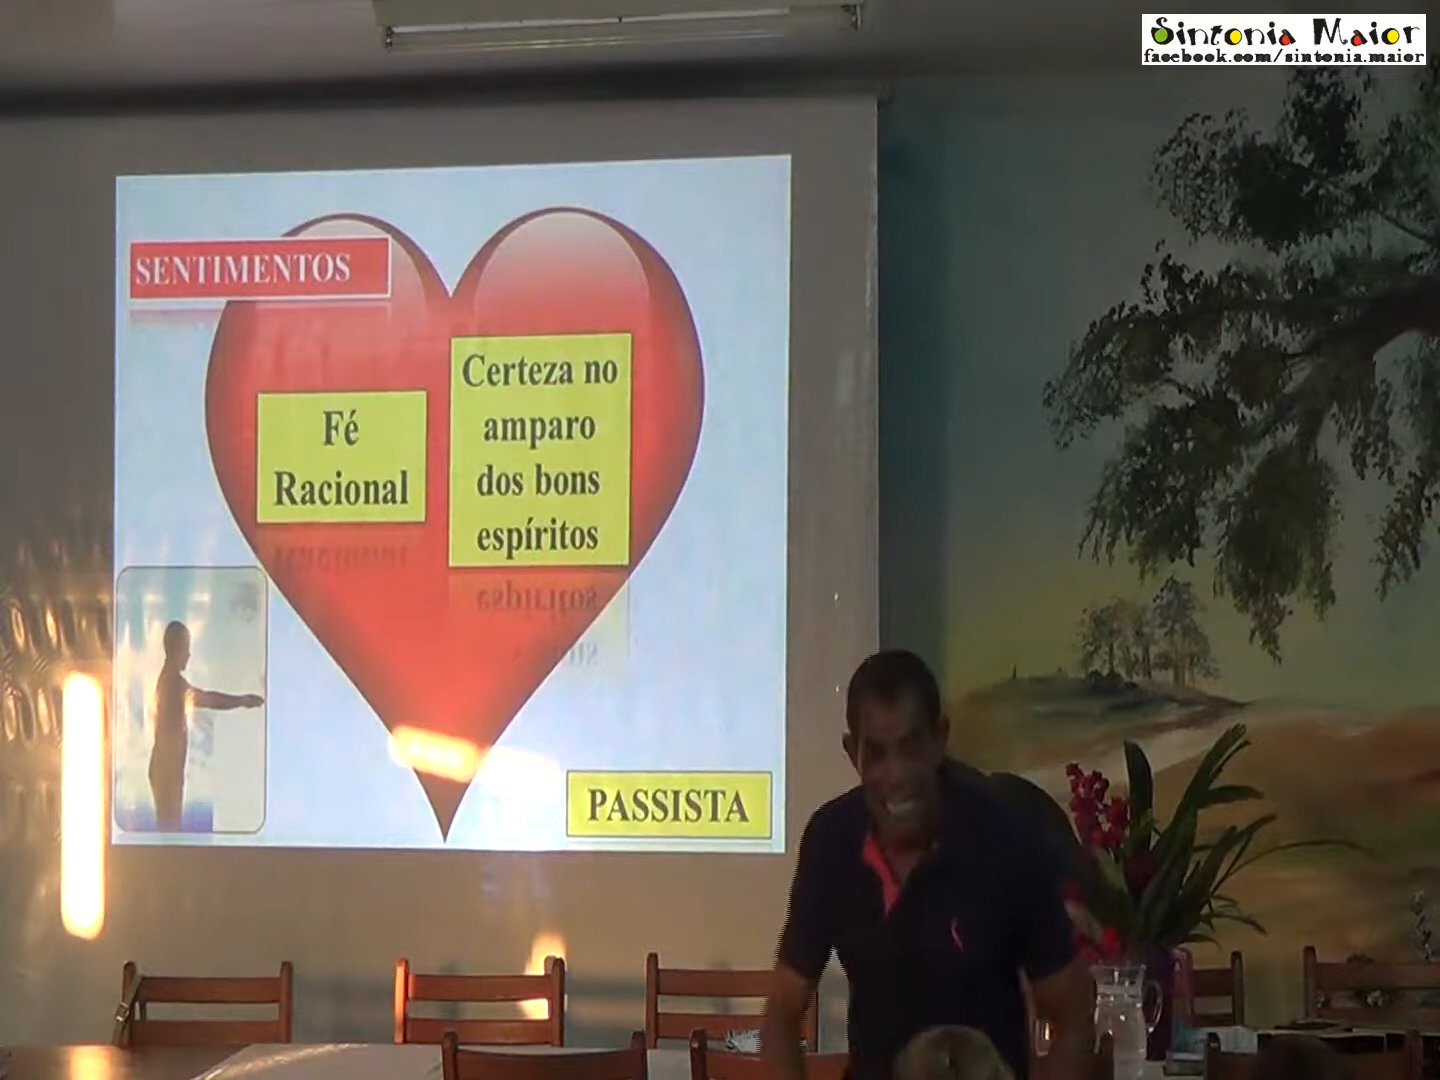 Sintonia Maior
facebook.com/sintonia.maior
SENTIMENTOS
Fé
Racional
Certeza no
amparo
dos bons
espíritos
PASSISTA